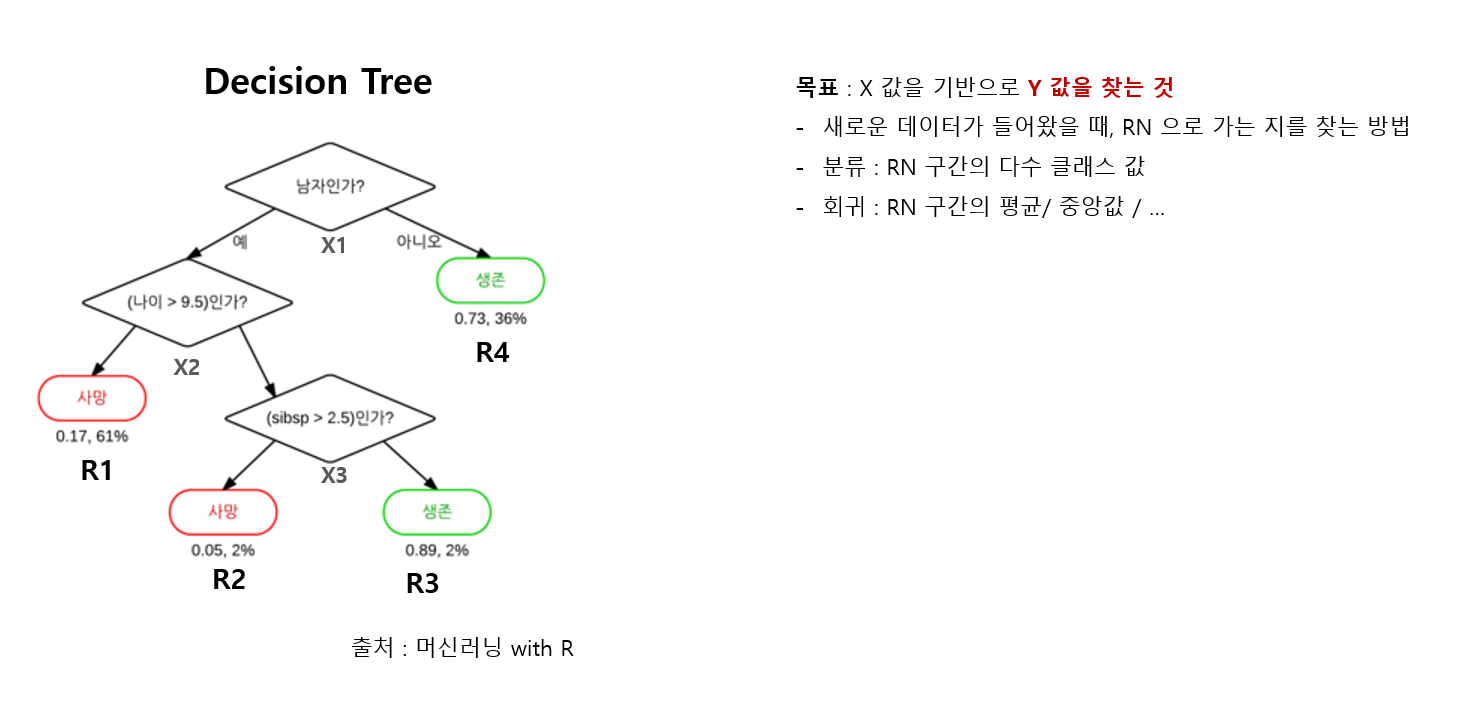 Decision Tree
남자인가?
예
X1
아니오
(나이 > 9.5)인가?
생존
0.73, 36%
X2
R4
사망
(sibsp > 2.5)인가?
0.17, 61%
R1
X3
사망
생존
0.05, 2%
0.89, 2%
R2
R3
출처 : 머신러닝 with R
목표 : X 값을 기반으로 Y 값을 찾는 것
- 새로운 데이터가 들어왔을 때, RN 으로 가는 지를 찾는 방법
- 분류 : RN 구간의 다수 클래스 값
- 회귀 : RN 구간의 평균/ 중앙값 / ...